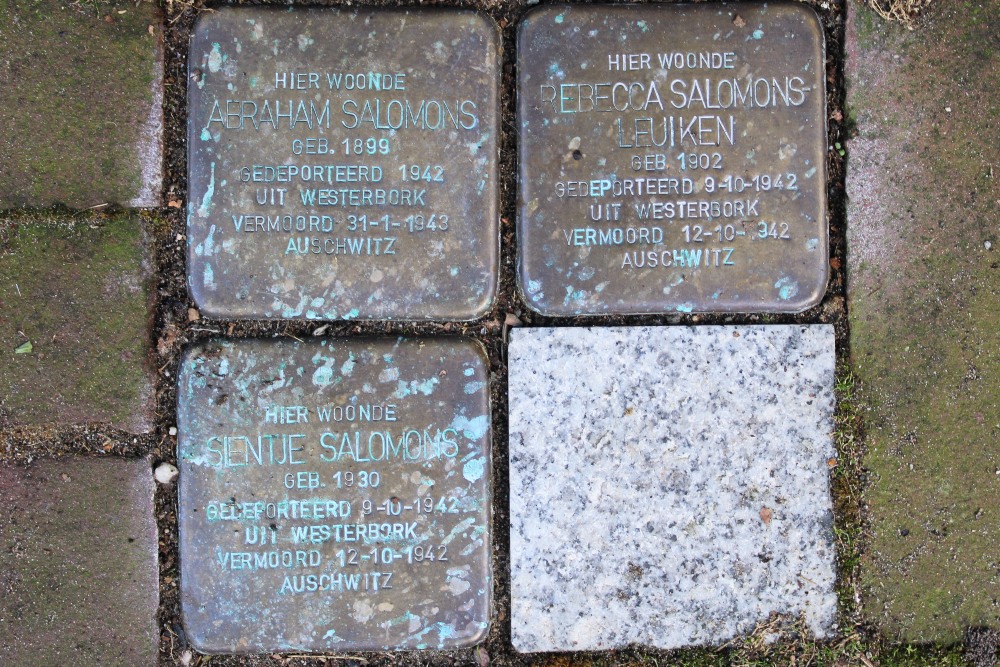 HIER WOONDE
ABRAHAM SALOMONS
GEB. 1899
GEDEPORTEERD 1942
UIT WESTERBORK
VERMOORD 31-1-1943
AUSCHWITZ
HIER WOONDE
REBECCA SALOMONS-
LEUIKEN
GEB. 1902
GEDEPORTEERD 9-10-1942
UIT WESTERBORK
VERMOORD 12-10-1942
AUSCHWITZ
HIER WOONDE
SIENTJE SALOMONS
GEB. 1930
GEDEPORTEERD 9-10-1942
UIT WESTERBORK
VERMOORD 12-10-1942
AUSCHWITZ